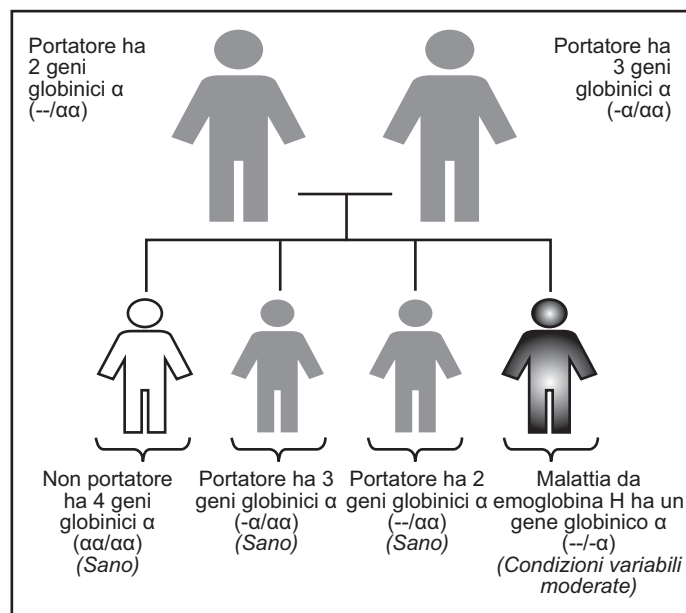 Portatore ha
2 geni
globinici α
(--/αα)
Portatore ha
3 geni
globinici α
(-α/αα)
Non portatore
ha 4 geni
globinici α
(αα/αα)
(Sano)
Portatore ha 3
geni globinici α
(-α/αα)
(Sano)
Portatore ha 2
geni globinici α
(--/αα)
(Sano)
Malattia da
emoglobina H ha un
gene globinico α
(--/-α)
(Condizioni variabili
moderate)